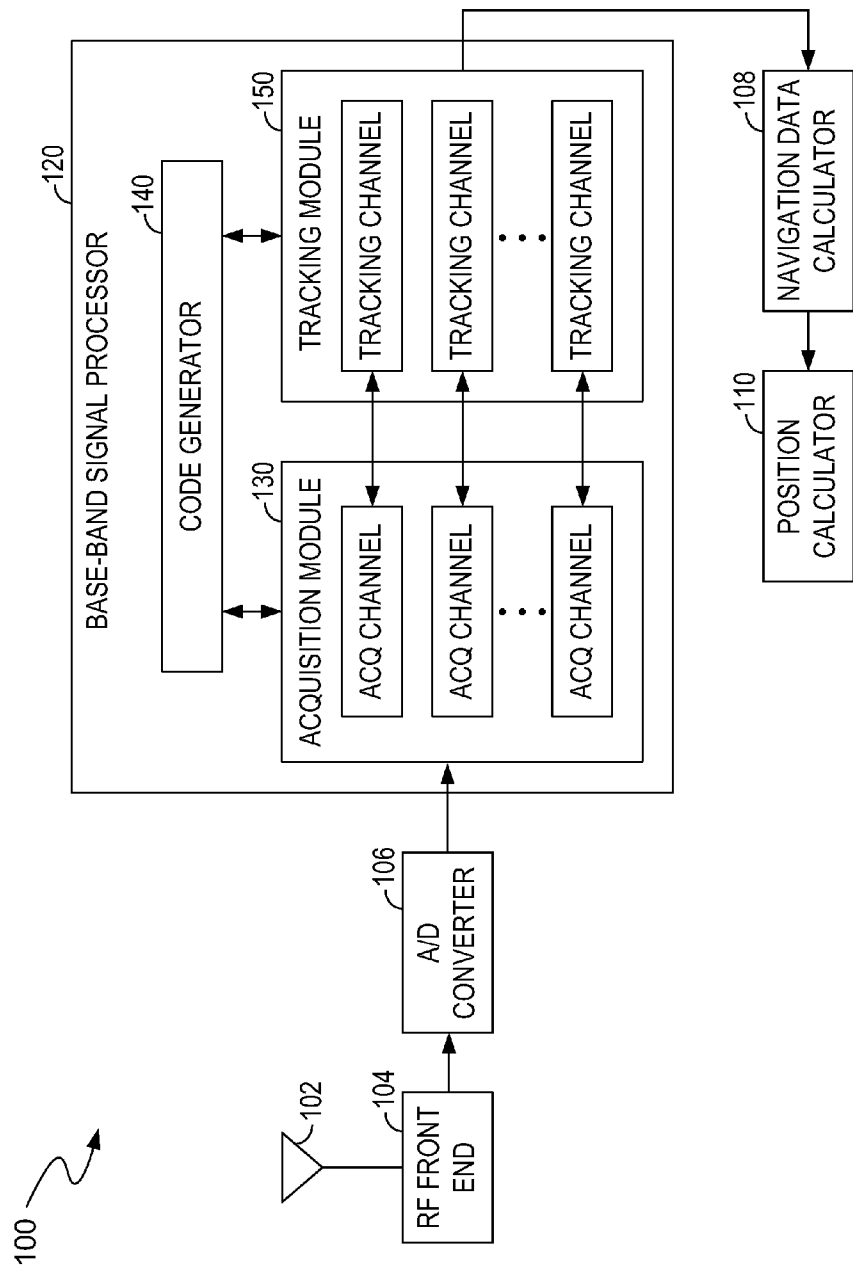 100
102
104
RF FRONT
END
106
A/D
CONVERTER
120
BASE-BAND SIGNAL PROCESSOR
140
CODE GENERATOR
130
ACQUISITION MODULE
ACQ CHANNEL
ACQ CHANNEL
ACQ CHANNEL
150
TRACKING MODULE
TRACKING CHANNEL
TRACKING CHANNEL
TRACKING CHANNEL
108
NAVIGATION DATA
CALCULATOR
110
POSITION
CALCULATOR